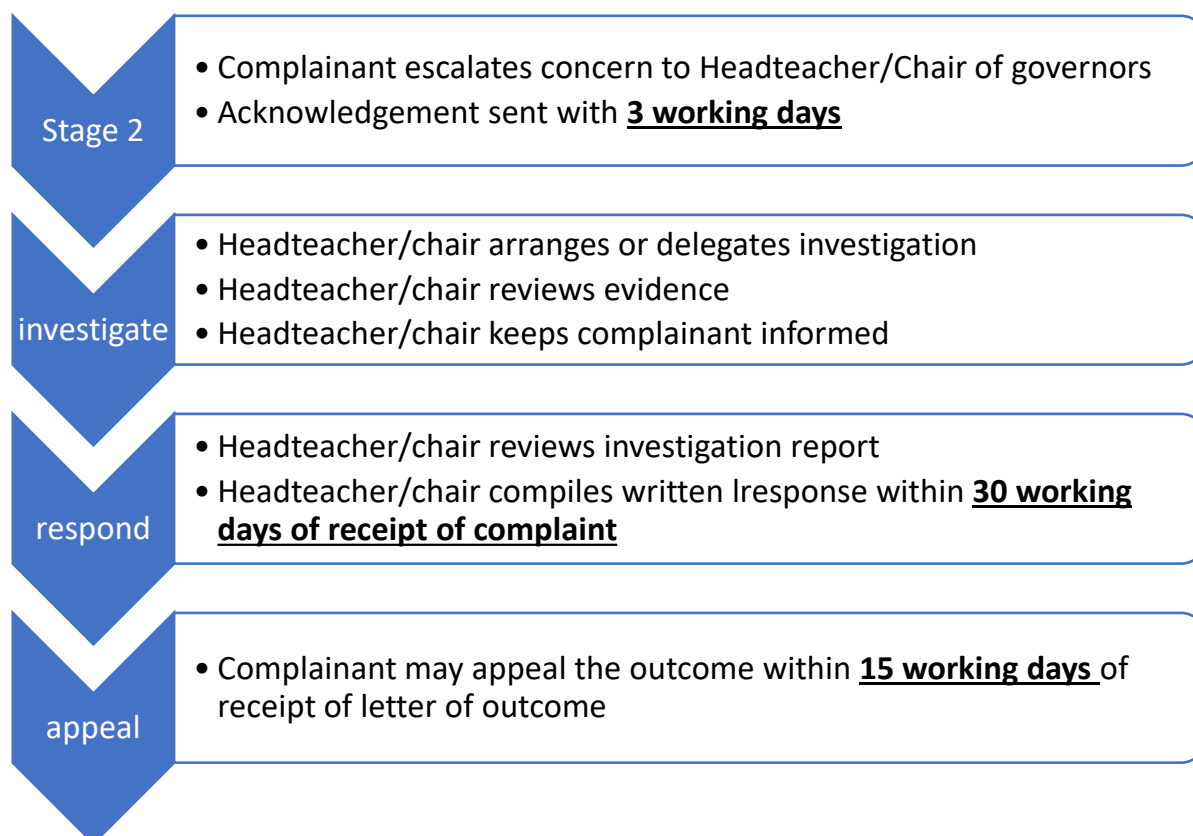 Stage 2
• Complainant escalates concern to Headteacher/Chair of governors
• Acknowledgement sent with 3 working days
investigate
• Headteacher/chair arranges or delegates investigation
• Headteacher/chair reviews evidence
• Headteacher/chair keeps complainant informed
respond
• Headteacher/chair reviews investigation report
• Headteacher/chair compiles written lresponse within 30 working
days of receipt of complaint
appeal
• Complainant may appeal the outcome within 15 working days of
receipt of letter of outcome